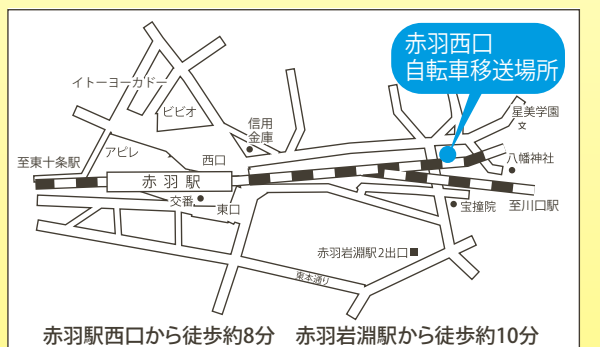 赤羽西口
自転車移送場所
イトーヨーカドー
ビビオ
信用
金庫
星美学園
文
至東十条駅
アピレ
西口
八幡神社
赤羽駅
交番
東口
宝撞院
至川口駅
赤羽岩淵駅2出口
東本通り
赤羽駅西口から徒歩約8分　赤羽岩淵駅から徒歩約10分